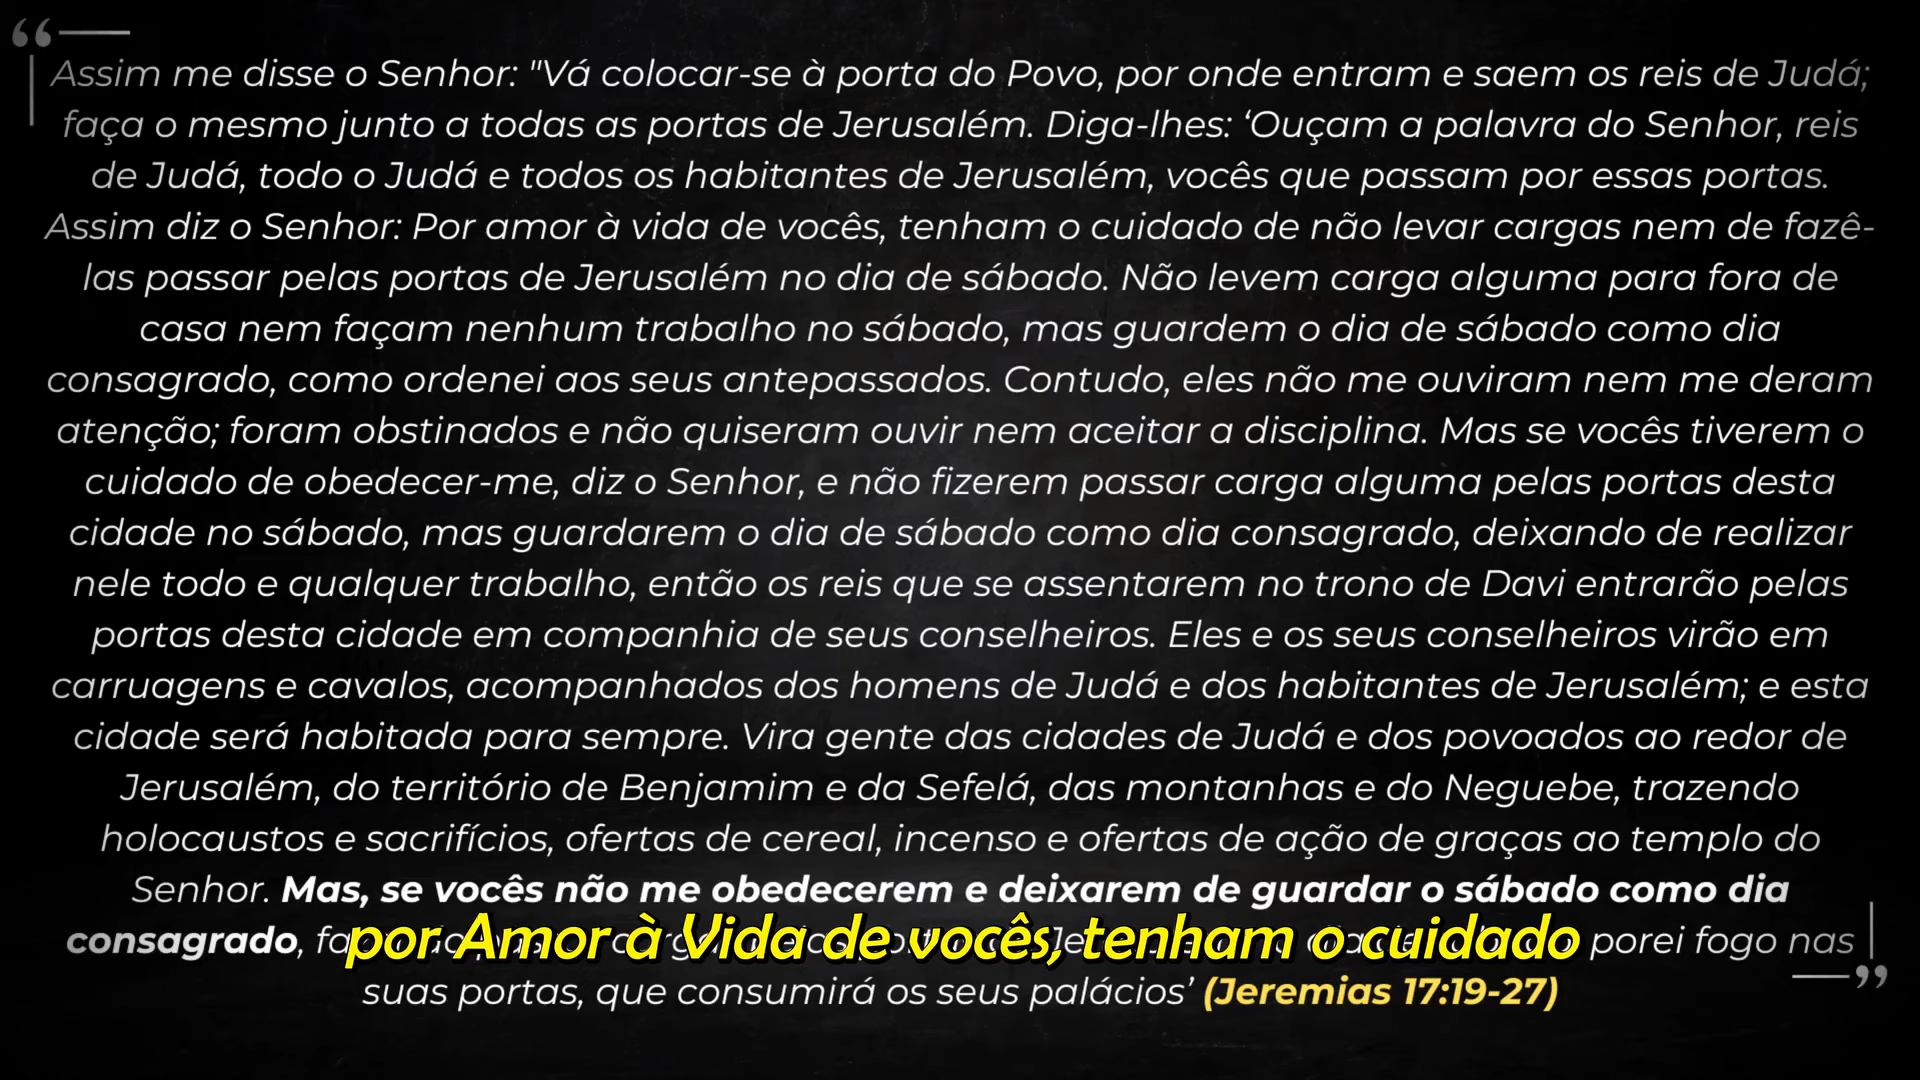 Assim me disse o Senhor: "Vá colocar-se à porta do Povo, por onde entram e saem os reis de Judá;
faça o mesmo junto a todas as portas de Jerusalém. Diga-lhes: ‘Ouçam a palavra do Senhor, reis
de Judá, todo o Judá e todos os habitantes de Jerusalém, vocês que passam por essas portas.
Assim diz o Senhor: Por amor à vida de vocês, tenham o cuidado de não levar cargas nem de fazê-
las passar pelas portas de Jerusalém no dia de sábado. Não levem carga alguma para fora de
casa nem façam nenhum trabalho no sábado, mas guardem o dia de sábado como dia
consagrado, como ordenei aos seus antepassados. Contudo, eles não me ouviram nem me deram
atenção; foram obstinados e não quiseram ouvir nem aceitar a disciplina. Mas se vocês tiverem o
cuidado de obedecer-me, diz o Senhor, e não fizerem passar carga alguma pelas portas desta
cidade no sábado, mas guardarem o dia de sábado como dia consagrado, deixando de realizar
nele todo e qualquer trabalho, então os reis que se assentarem no trono de Davi entrarão pelas
portas desta cidade em companhia de seus conselheiros. Eles e os seus conselheiros virão em
carruagens e cavalos, acompanhados dos homens de Judá e dos habitantes de Jerusalém; e esta
cidade será habitada para sempre. Vira gente das cidades de Judá e dos povoados ao redor de
Jerusalém, do território de Benjamim e da Sefelá, das montanhas e do Neguebe, trazendo
holocaustos e sacrifícios, ofertas de cereal, incenso e ofertas de ação de graças ao templo do
Senhor. Mas, se vocês não me obedecerem e deixarem de guardar o sábado como dia
consagrado, porei fogo nas
por Amor à Vida de vocês, tenham o cuidado
suas portas, que consumirá os seus palácios’ (Jeremias 17:19-27)